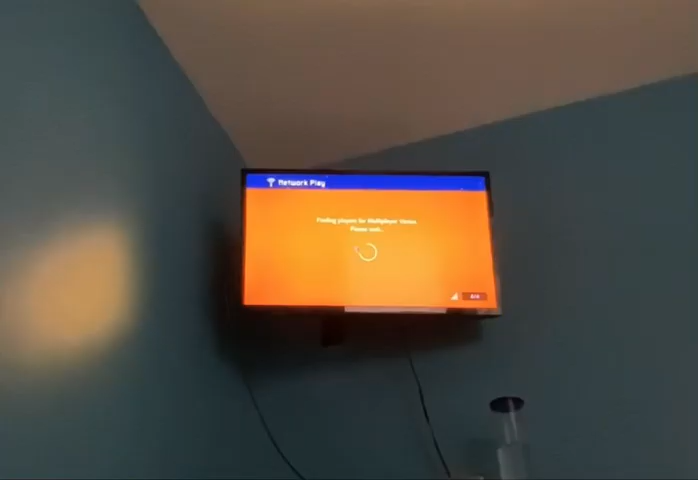 Network Play
Finding players for Multiplayer Versus.
Please wait...